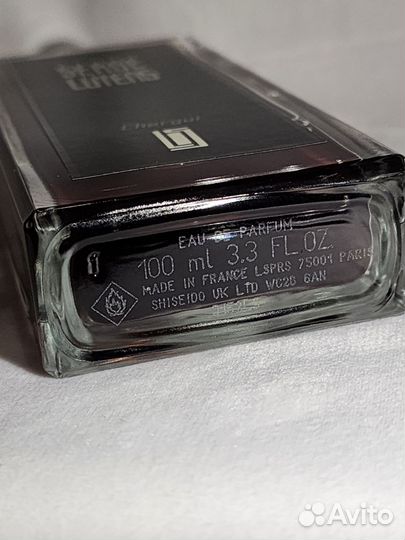 SERGE
LUTENS
Chergui
EAU DE PARFUM
100 ml 3.3 FL.OZ.
MADE IN FRANCE LSPRS 75001 PARIS
SHISEIDO UK LTD WC2B 6AN
Avito